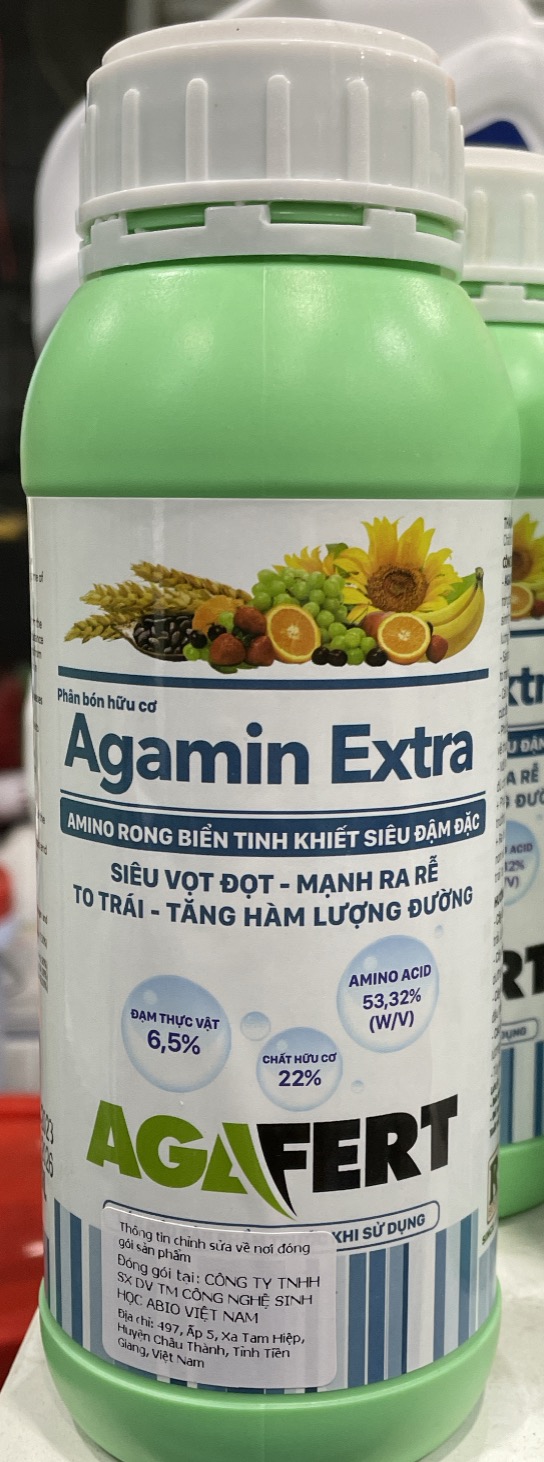 Phân bón hữu cơ
Agamin Extra
AMINO RONG BIỂN TINH KHIẾT SIÊU ĐẬM ĐẶC
SIÊU VỌT ĐỌT - MẠNH RA RỄ
TO TRÁI - TĂNG HÀM LƯỢNG ĐƯỜNG
AMINO ACID
53,32%
(W/V)
ĐẠM THỰC VẬT
6,5%
CHẤT HỮU CƠ
22%
AGAFERT
KHI SỬ DỤNG
Thông tin chỉnh sửa về nơi đóng
gói sản phẩm
Đóng gói tại: CÔNG TY TNHH
SX DV TM CÔNG NGHỆ SINH
HỌC ABIO VIỆT NAM
Địa chỉ: 497, Ấp 5, Xa Tam Hiệp,
Huyện Châu Thành, Tỉnh Tiền
Giang, Việt Nam